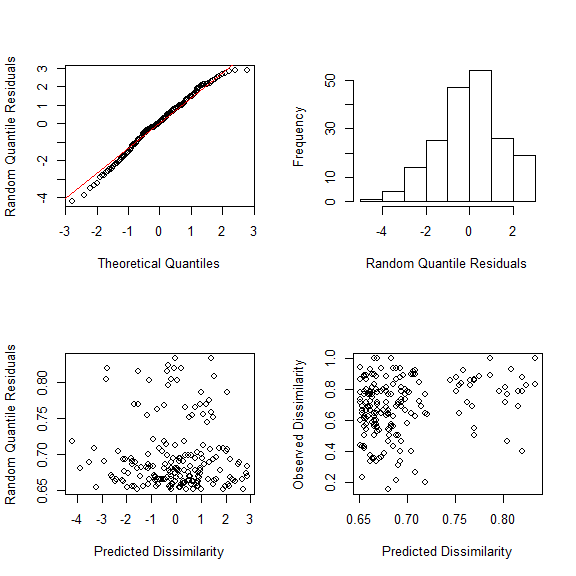 Random Quantile Residuals
3
2
0
-2
-4
-3 -2 -1 0 1 2 3
Theoretical Quantiles
Frequency
50
30
10
0
-4 -2 0 2
Random Quantile Residuals
Random Quantile Residuals
0.80
0.75
0.70
0.65
-4 -3 -2 -1 0 1 2 3
Predicted Dissimilarity
Observed Dissimilarity
1.0
0.8
0.6
0.4
0.2
0.65 0.70 0.75 0.80
Predicted Dissimilarity